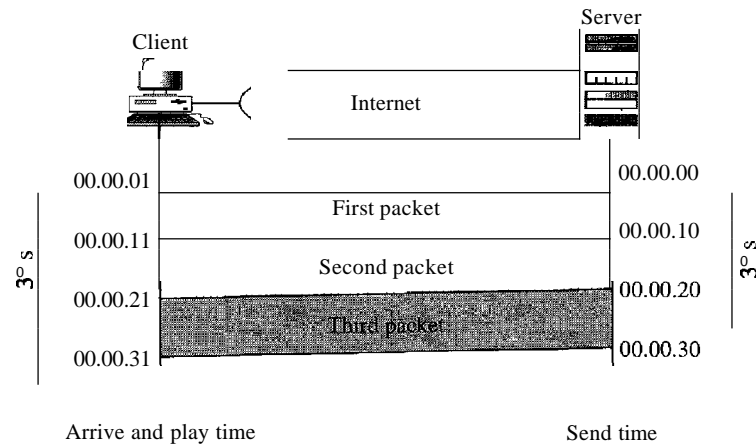 Server
Client
Internet
00.00.01
00.00.00
First packet
00.00.11
00.00.10
Second packet
3° s
3° s
00.00.21
00.00.20
Third packet
00.00.31
00.00.30
Arrive and play time
Send time